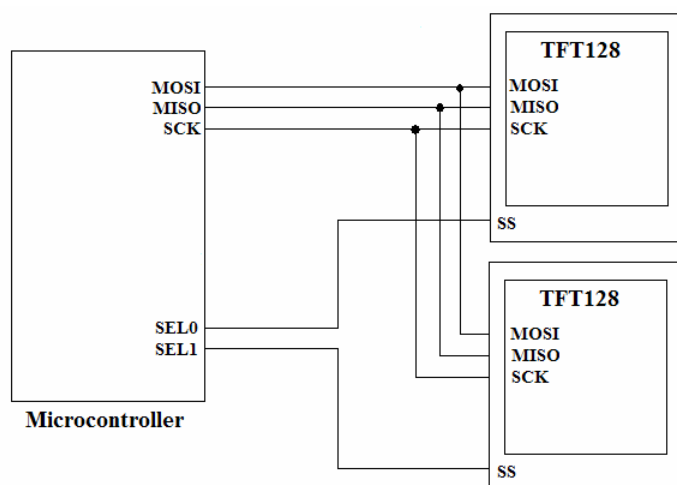 MOSI
MISO
SCK
SEL0
SEL1
Microcontroller
TFT128
MOSI
MISO
SCK
SS
TFT128
MOSI
MISO
SCK
SS